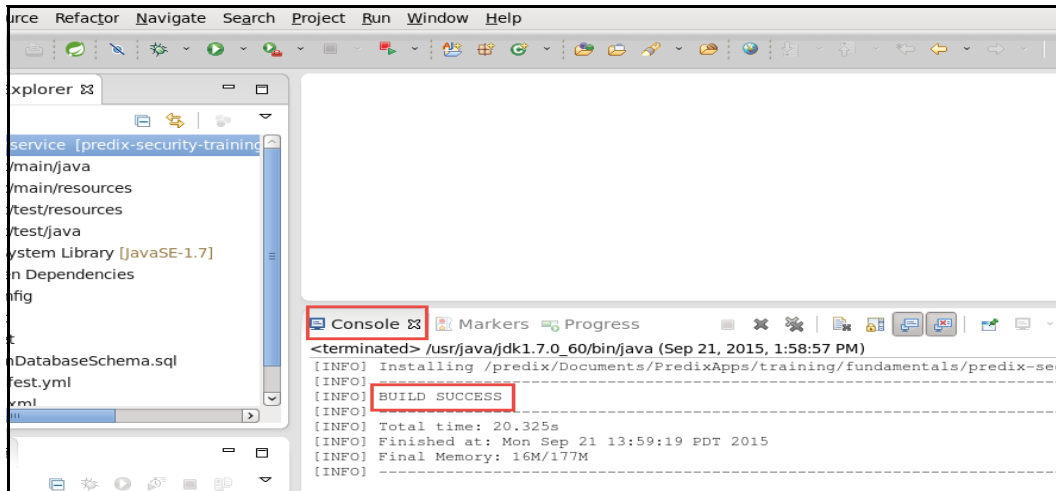 urce Refactor Navigate Search Project Run Window Help
xplorer
service [predix-security-training
/main/java
/main/resources
/test/resources
/test/java
ystem Library [JavaSE-1.7]
n Dependencies
nfig
t
nDatabaseSchema.sql
fest.yml
xml
Console Markers Progress
<terminated> /usr/java/jdk1.7.0_60/bin/java (Sep 21, 2015, 1:58:57 PM)
[INFO] Installing /predix/Documents/PredixApps/training/fundamentals/predix-se
[INFO] ------------------------------------------------------------------------
[INFO] BUILD SUCCESS
[INFO] ------------------------------------------------------------------------
[INFO] Total time: 20.325s
[INFO] Finished at: Mon Sep 21 13:59:19 PDT 2015
[INFO] Final Memory: 16M/177M
[INFO] ------------------------------------------------------------------------